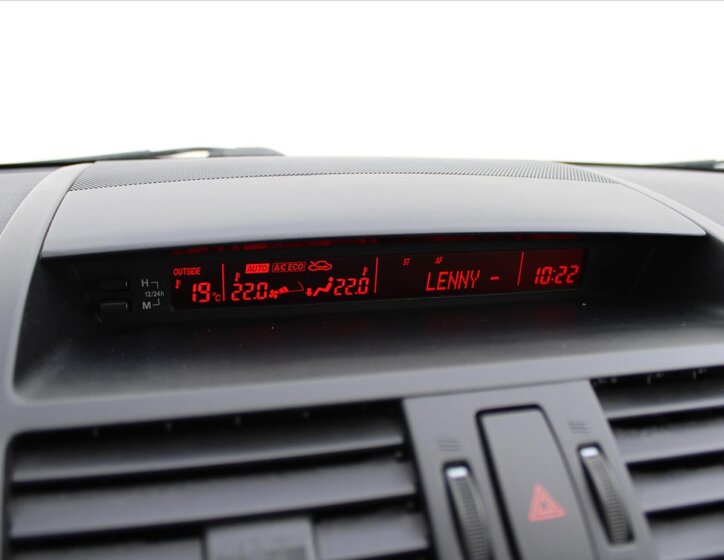 OUTSIDE AUTO A/C ECO ST AF
19°C 22.0 22.0 LENNY - 10:22
H
12/24h
M